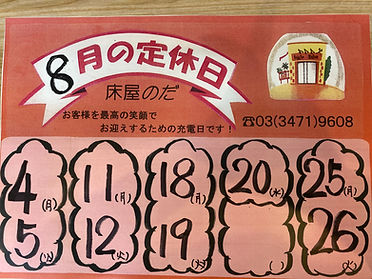 8月の定休日
床屋のだ
お客様を最高の笑顔で
お迎えするための充電日です！
☎03(3471)9608
4(月) 11(月) 18(月) 20(水) 25(月)
5(火) 12(火) 19(火) ( ) 26(火)